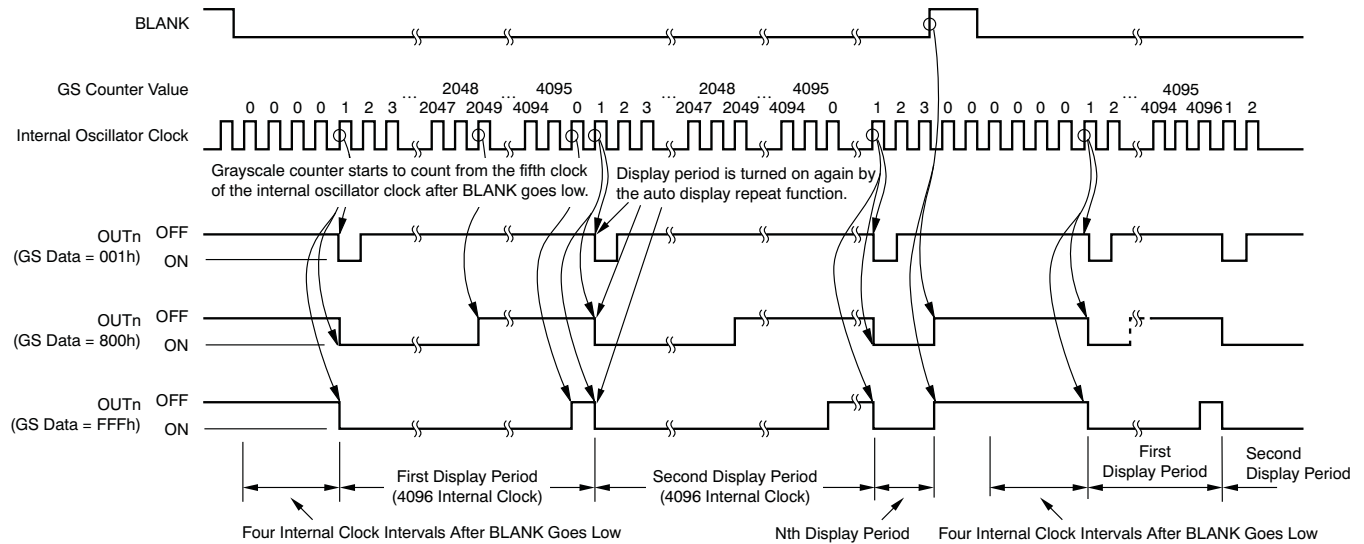 BLANK
GS Counter Value
... 2048 ... 4095 ... 2048 ... 4095 ... 4095
0 0 0 0 1 2 3 2047 2049 4094 0 1 2 3 2047 2049 4094 0 1 2 3 0 0 0 0 0 0 1 2 4094 4096 1 2
Internal Oscillator Clock
Grayscale counter starts to count from the fifth clock
of the internal oscillator clock after BLANK goes low.
Display period is turned on again by
the auto display repeat function.
OUTn OFF
(GS Data = 001h) ON
OUTn OFF
(GS Data = 800h) ON
OUTn OFF
(GS Data = FFFh) ON
First Display Period
(4096 Internal Clock)
Second Display Period
(4096 Internal Clock)
First
Display Period
Second
Display Period
Four Internal Clock Intervals After BLANK Goes Low
Nth Display Period
Four Internal Clock Intervals After BLANK Goes Low